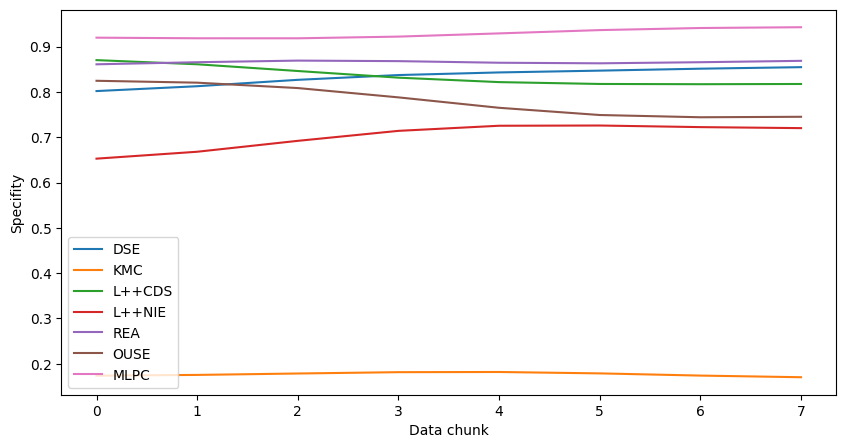 Specifity
0.9
0.8
0.7
0.6
0.5
0.4
0.3
0.2
DSE
KMC
L++CDS
L++NIE
REA
OUSE
MLPC
0 1 2 3 4 5 6 7
Data chunk